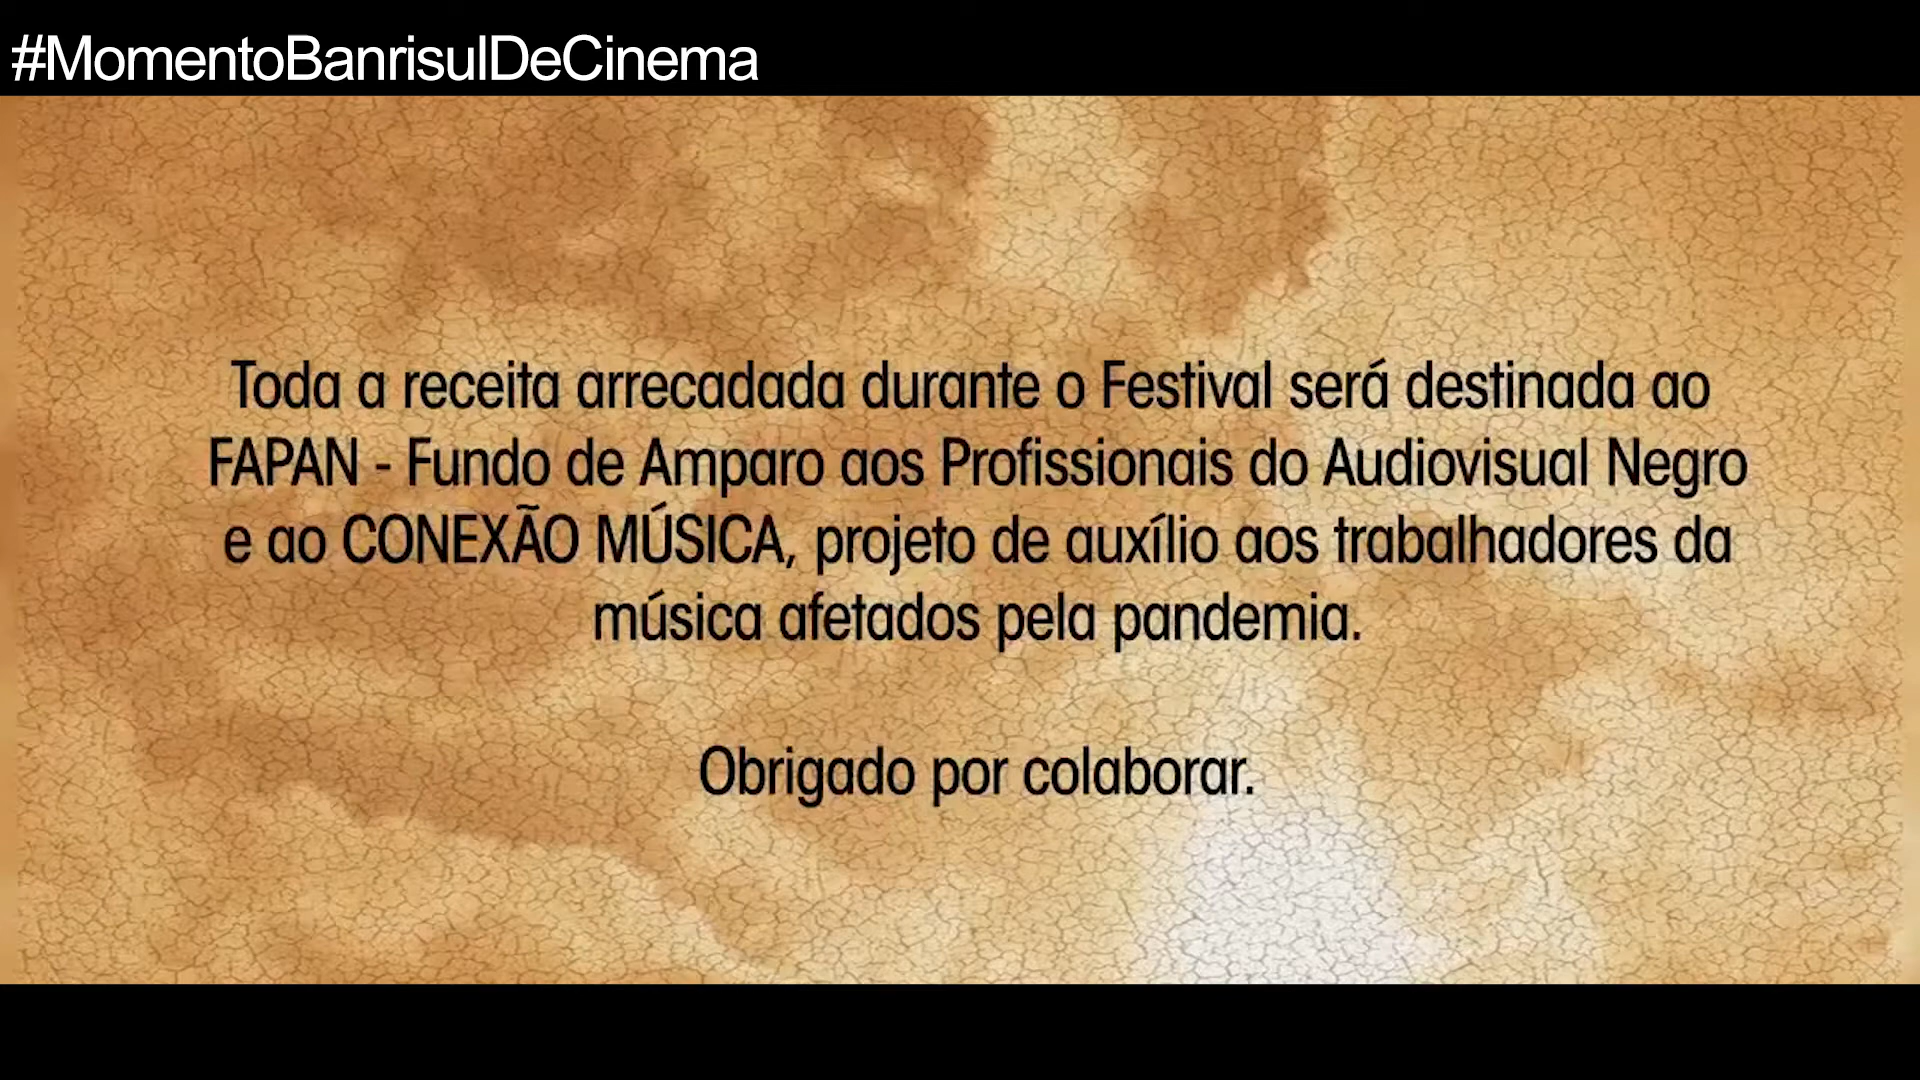 #MomentoBanrisulDeCinema
Toda a receita arrecadada durante o Festival será destinada ao
FAPAN - Fundo de Amparo aos Profissionais do Audiovisual Negro
e ao CONEXÃO MÚSICA, projeto de auxílio aos trabalhadores da
música afetados pela pandemia.
Obrigado por colaborar.